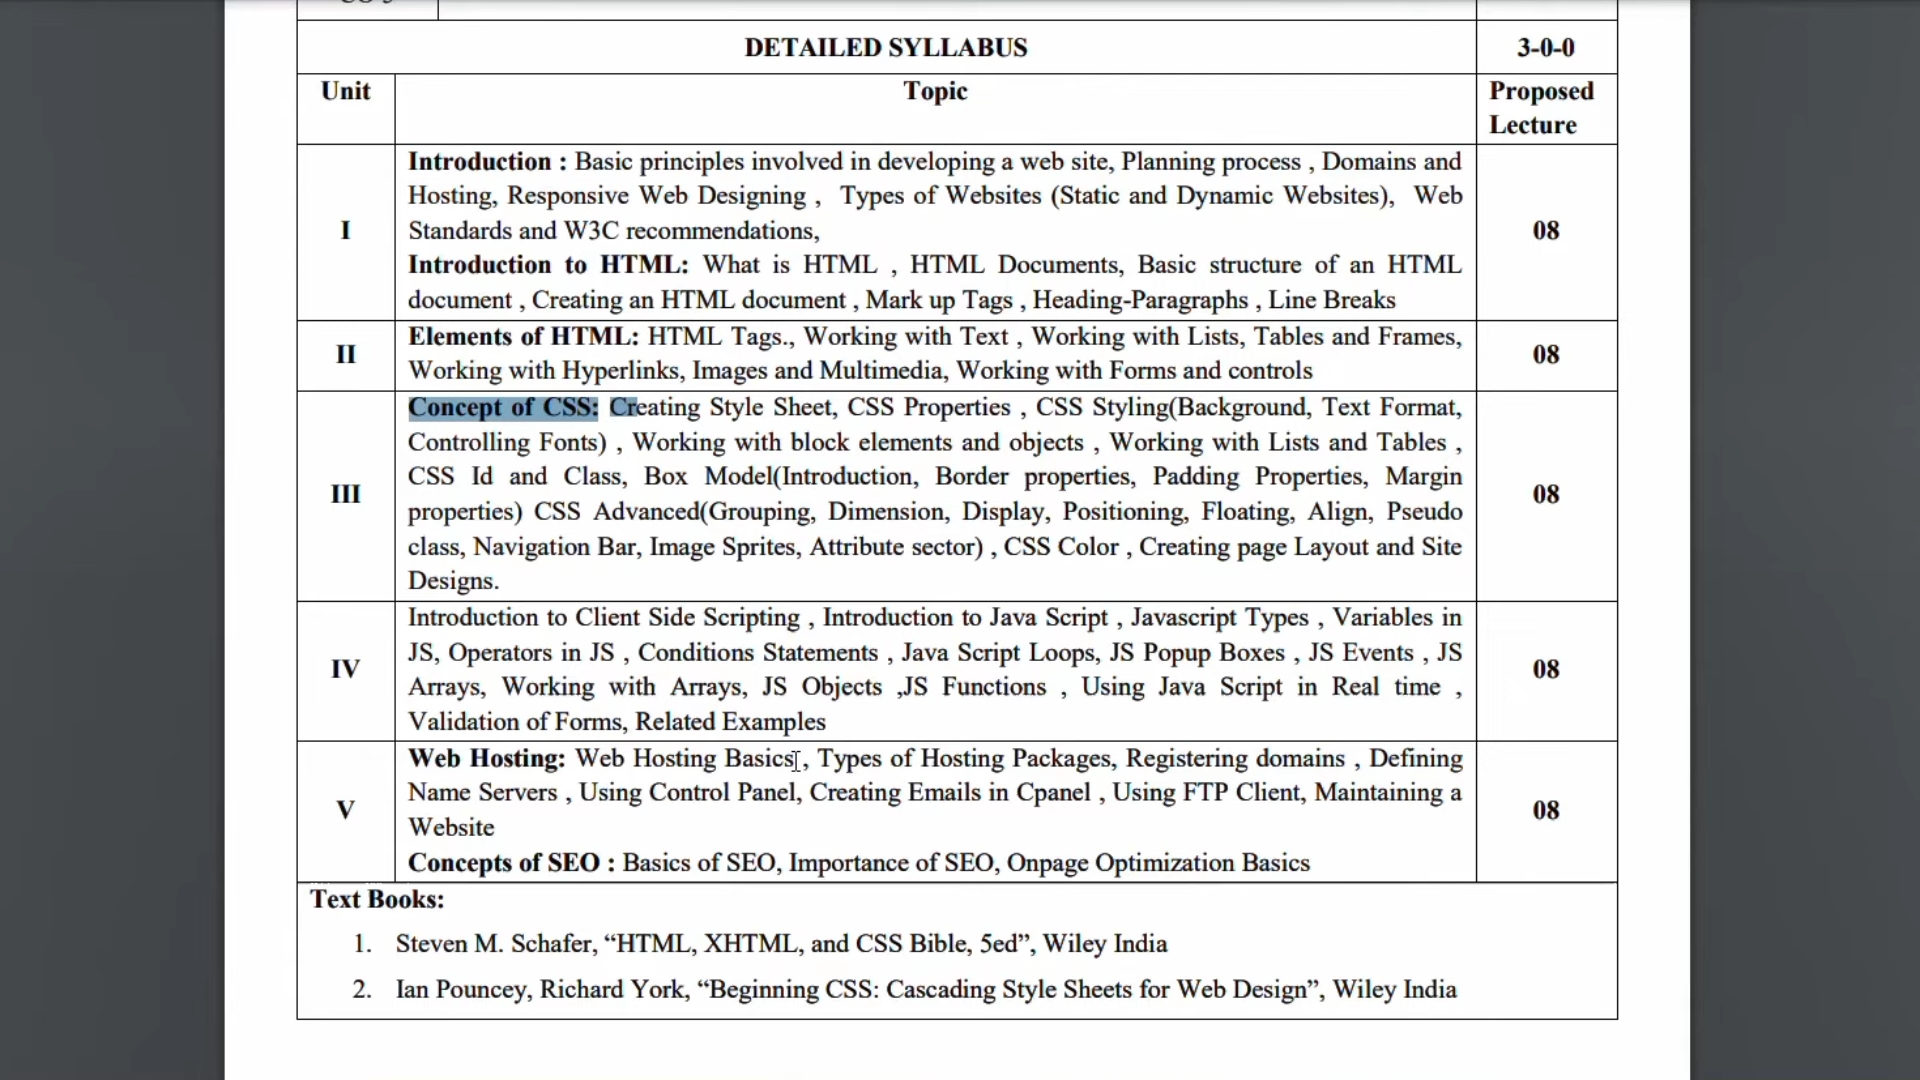 DETAILED SYLLABUS 3-0-0
Unit Topic Proposed
Lecture
Introduction : Basic principles involved in developing a web site, Planning process , Domains and
Hosting, Responsive Web Designing , Types of Websites (Static and Dynamic Websites), Web
I Standards and W3C recommendations, 08
Introduction to HTML: What is HTML , HTML Documents, Basic structure of an HTML
document , Creating an HTML document , Mark up Tags , Heading-Paragraphs , Line Breaks
II Elements of HTML: HTML Tags., Working with Text , Working with Lists, Tables and Frames, 08
Working with Hyperlinks, Images and Multimedia, Working with Forms and controls
Concept of CSS: Creating Style Sheet, CSS Properties , CSS Styling(Background, Text Format,
Controlling Fonts) , Working with block elements and objects , Working with Lists and Tables ,
CSS Id and Class, Box Model(Introduction, Border properties, Padding Properties, Margin
III properties) CSS Advanced(Grouping, Dimension, Display, Positioning, Floating, Align, Pseudo 08
class, Navigation Bar, Image Sprites, Attribute sector) , CSS Color , Creating page Layout and Site
Designs.
Introduction to Client Side Scripting , Introduction to Java Script , Javascript Types , Variables in
JS, Operators in JS , Conditions Statements , Java Script Loops, JS Popup Boxes , JS Events , JS
IV Arrays, Working with Arrays, JS Objects ,JS Functions , Using Java Script in Real time , 08
Validation of Forms, Related Examples
Web Hosting: Web Hosting Basics , Types of Hosting Packages, Registering domains , Defining
Name Servers , Using Control Panel, Creating Emails in Cpanel , Using FTP Client, Maintaining a
V Website 08
Concepts of SEO : Basics of SEO, Importance of SEO, Onpage Optimization Basics
Text Books:
1. Steven M. Schafer, “HTML, XHTML, and CSS Bible, 5ed”, Wiley India
2. Ian Pouncey, Richard York, “Beginning CSS: Cascading Style Sheets for Web Design”, Wiley India